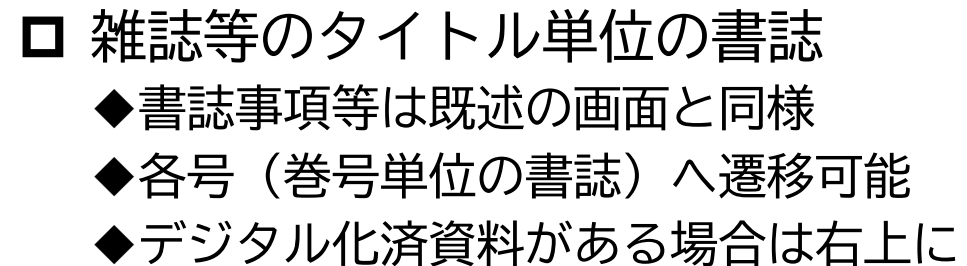 □ 雑誌等のタイトル単位の書誌
◆書誌事項等は既述の画面と同様
◆各号（巻号単位の書誌）へ遷移可能
◆デジタル化済資料がある場合は右上に